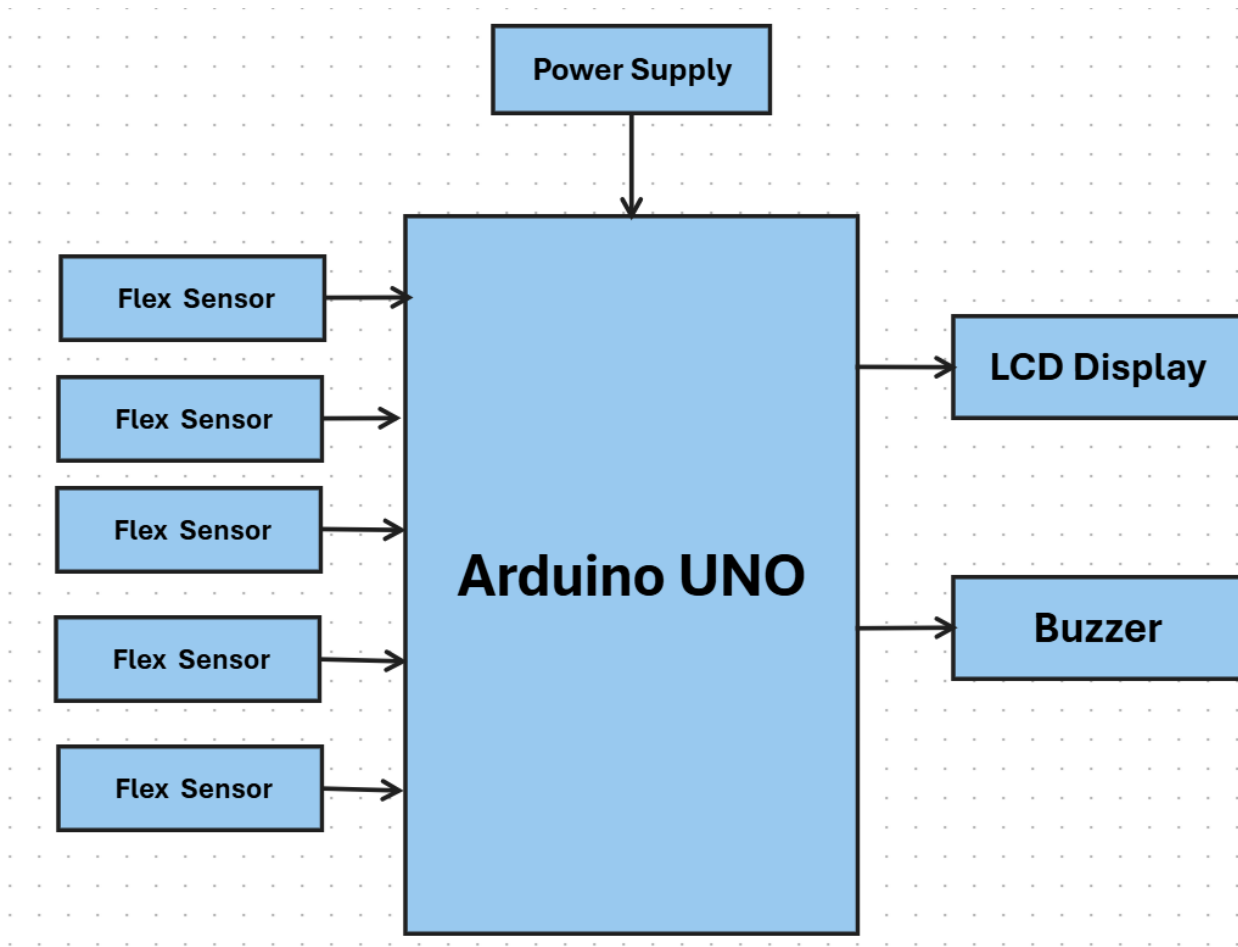 Power Supply
Flex Sensor
Flex Sensor
Flex Sensor
Flex Sensor
Flex Sensor
Arduino UNO
LCD Display
Buzzer